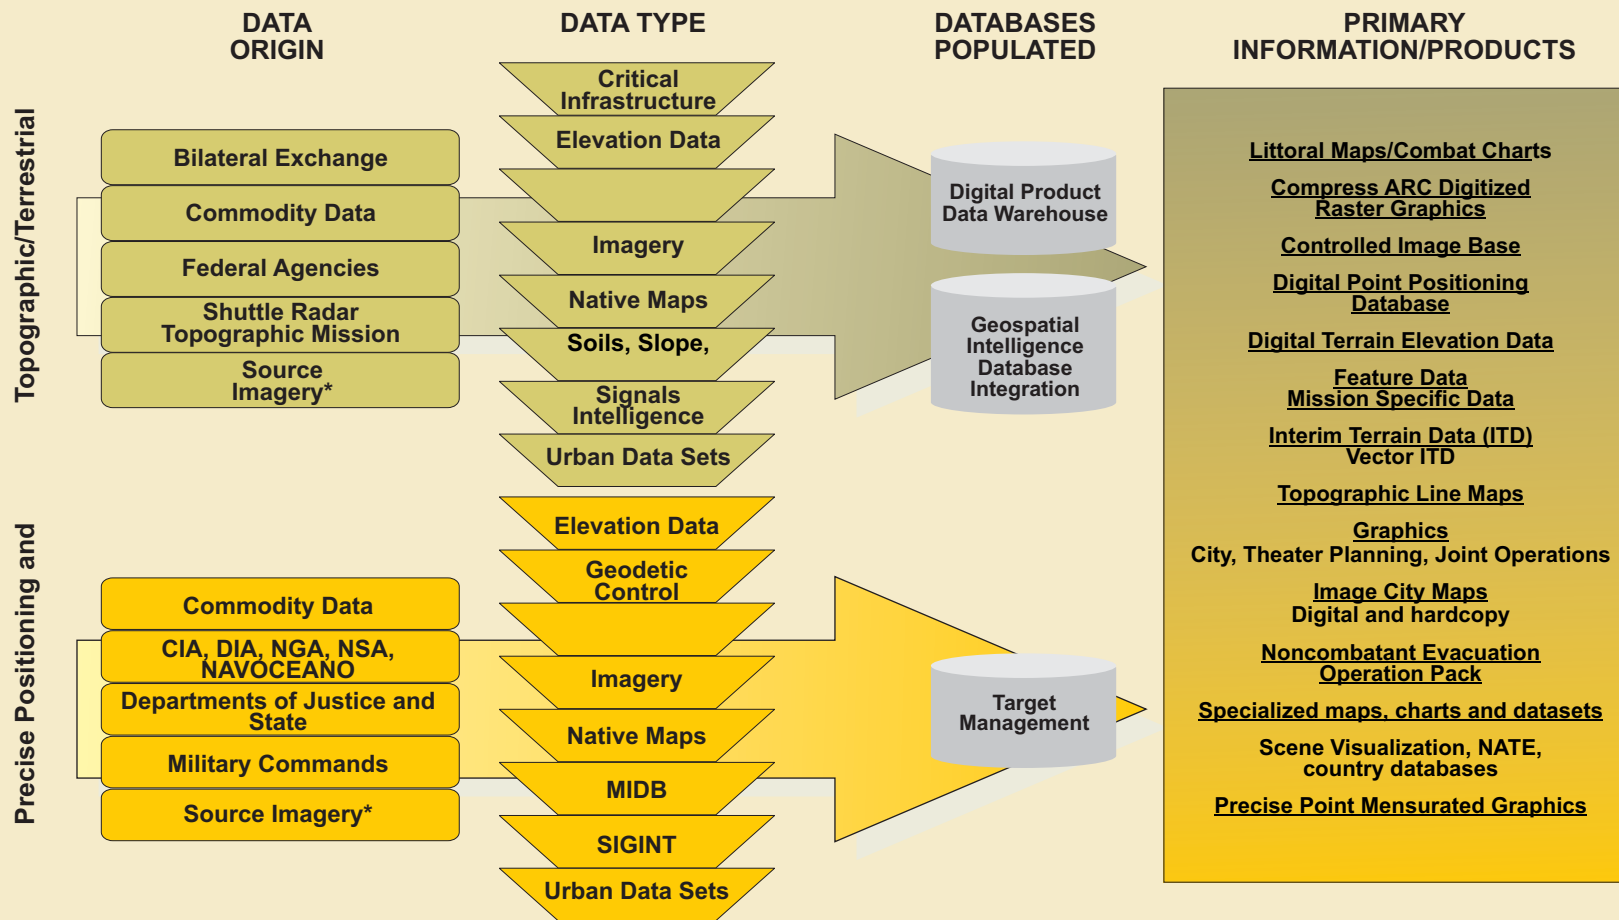 DATA
ORIGIN
DATA TYPE
DATABASES
POPULATED
PRIMARY
INFORMATION/PRODUCTS
Topographic/Terrestrial
Bilateral Exchange
Commodity Data
Federal Agencies
Shuttle Radar
Topographic Mission
Source
Imagery*
Critical
Infrastructure
Elevation Data
Imagery
Native Maps
Soils, Slope,
Signals
Intelligence
Urban Data Sets
Digital Product
Data Warehouse
Geospatial
Intelligence
Database
Integration
Precise Positioning and
Commodity Data
CIA, DIA, NGA, NSA,
NAVOCEANO
Departments of Justice and
State
Military Commands
Source Imagery*
Elevation Data
Geodetic
Control
Imagery
Native Maps
MIDB
SIGINT
Urban Data Sets
Target
Management
Littoral Maps/Combat Charts
Compress ARC Digitized
Raster Graphics
Controlled Image Base
Digital Point Positioning
Database
Digital Terrain Elevation Data
Feature Data
Mission Specific Data
Interim Terrain Data (ITD)
Vector ITD
Topographic Line Maps
Graphics
City, Theater Planning, Joint Operations
Image City Maps
Digital and hardcopy
Noncombatant Evacuation
Operation Pack
Specialized maps, charts and datasets
Scene Visualization, NATE,
country databases
Precise Point Mensurated Graphics